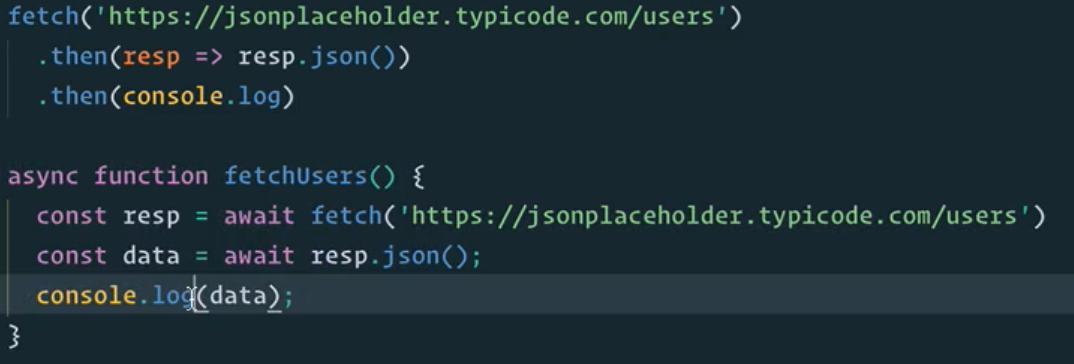 fetch('https://jsonplaceholder.typicode.com/users')
  .then(resp => resp.json())
  .then(console.log)

async function fetchUsers() {
  const resp = await fetch('https://jsonplaceholder.typicode.com/users')
  const data = await resp.json();
  console.log(data);
}